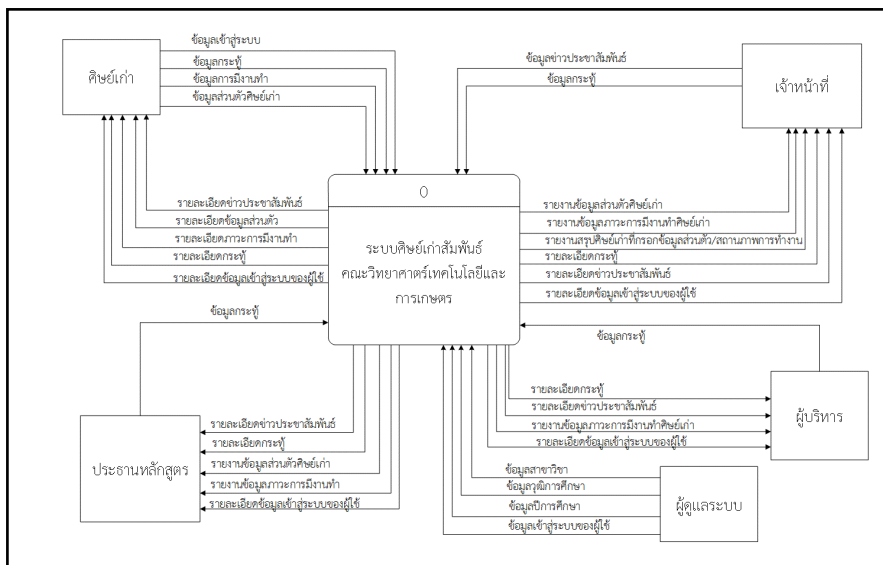 ข้อมูลเข้าสู่ระบบ
ข้อมูลกระทู้
ข้อมูลการมีงานทำ
ข้อมูลส่วนตัวศิษย์เก่า
ศิษย์เก่า
ข้อมูลข่าวประชาสัมพันธ์
ข้อมูลกระทู้
เจ้าหน้าที่
รายละเอียดข่าวประชาสัมพันธ์
รายละเอียดข้อมูลส่วนตัว
รายละเอียดภาวะการมีงานทำ
รายละเอียดกระทู้
รายละเอียดข้อมูลเข้าสู่ระบบของผู้ใช้
0
ระบบศิษย์เก่าสัมพันธ์
คณะวิทยาศาตร์เทคโนโลยีและ
การเกษตร
รายงานข้อมูลส่วนตัวศิษย์เก่า
รายงานข้อมูลภาวะการมีงานทำศิษย์เก่า
รายงานสรุปศิษย์เก่าที่กรอกข้อมูลส่วนตัว/สถานภาพการทำงาน
รายละเอียดกระทู้
รายละเอียดข่าวประชาสัมพันธ์
รายละเอียดข้อมูลเข้าสู่ระบบของผู้ใช้
ข้อมูลกระทู้
ข้อมูลกระทู้
รายละเอียดข่าวประชาสัมพันธ์
รายละเอียดกระทู้
รายงานข้อมูลส่วนตัวศิษย์เก่า
รายงานข้อมูลภาวะการมีงานทำ
รายละเอียดข้อมูลเข้าสู่ระบบของผู้ใช้
ประธานหลักสูตร
รายละเอียดกระทู้
รายละเอียดข่าวประชาสัมพันธ์
รายงานข้อมูลภาวะการมีงานทำศิษย์เก่า
รายละเอียดข้อมูลเข้าสู่ระบบของผู้ใช้
ผู้บริหาร
ข้อมูลสาขาวิชา
ข้อมูลวุฒิการศึกษา
ข้อมูลปีการศึกษา
ข้อมูลเข้าสู่ระบบของผู้ใช้
ผู้ดูแลระบบ